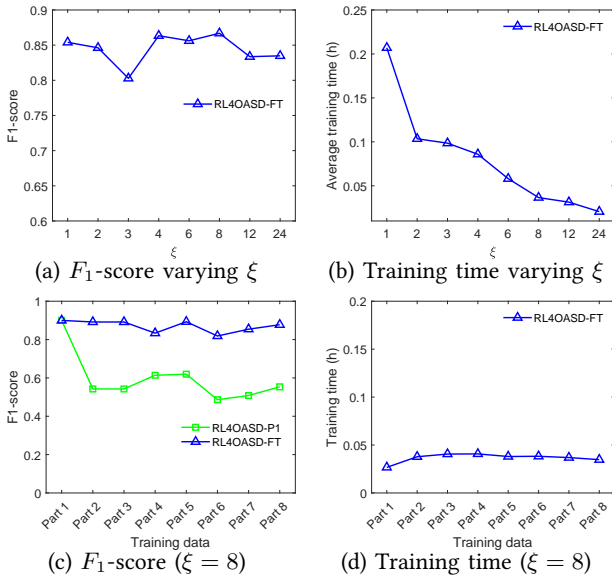 0.9
0.85
0.8
0.75
0.7
0.65
0.6
F1-score
RL4OASD-FT
1 2 3 4 6 8 12 24
ξ
(a) F₁-score varying ξ
0.25
0.2
0.15
0.1
0.05
Average training time (h)
RL4OASD-FT
1 2 3 4 6 8 12 24
ξ
(b) Training time varying ξ
1
0.8
0.6
0.4
0.2
0
F1-score
RL4OASD-P1
RL4OASD-FT
Part 1 Part 2 Part 3 Part 4 Part 5 Part 6 Part 7 Part 8
Training data
(c) F₁-score (ξ = 8)
0.2
0.15
0.1
0.05
0
Training time (h)
RL4OASD-FT
Part 1 Part 2 Part 3 Part 4 Part 5 Part 6 Part 7 Part 8
Training data
(d) Training time (ξ = 8)